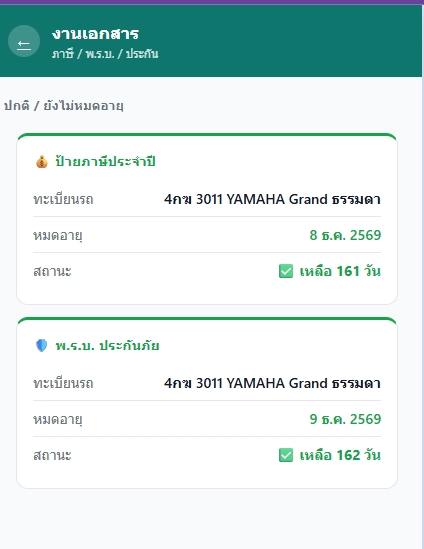 ←
งานเอกสาร
ภาษี / พ.ร.บ. / ประกัน
ปกติ / ยังไม่หมดอายุ
ป้ายภาษีประจำปี
ทะเบียนรถ 4กฆ 3011 YAMAHA Grand ธรรมดา
หมดอายุ 8 ธ.ค. 2569
สถานะ ✅ เหลือ 161 วัน
พ.ร.บ. ประกันภัย
ทะเบียนรถ 4กฆ 3011 YAMAHA Grand ธรรมดา
หมดอายุ 9 ธ.ค. 2569
สถานะ ✅ เหลือ 162 วัน